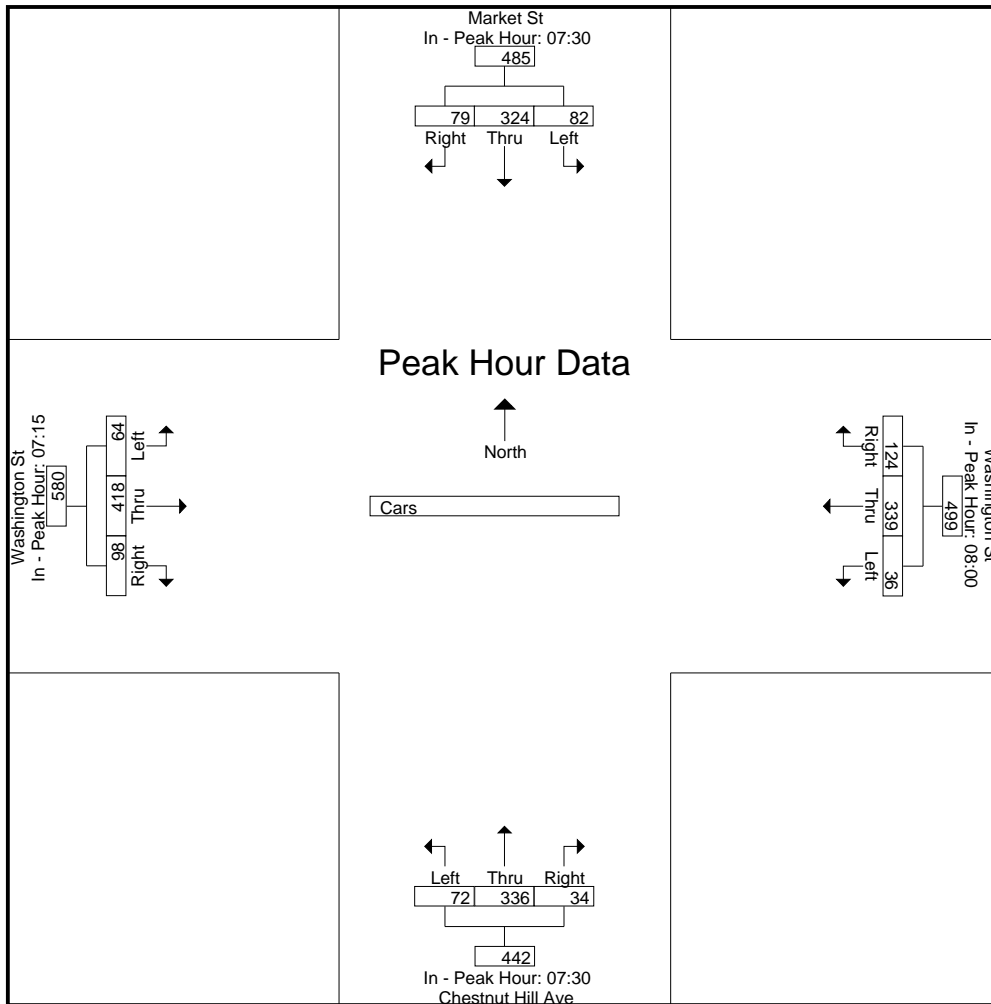 Market St
In - Peak Hour: 07:30
485
79 324 82
Right Thru Left
Peak Hour Data
North
Cars
Washington St
In - Peak Hour: 07:15
580
64 418 98
Left Thru Right
Washington St
In - Peak Hour: 08:00
499
124 339 36
Right Thru Left
Left Thru Right
72 336 34
442
In - Peak Hour: 07:30
Chestnut Hill Ave